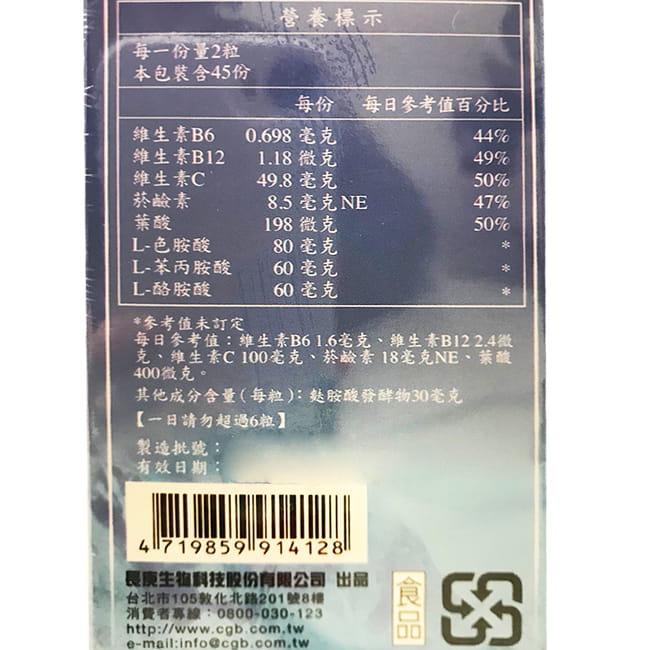 營養標示
每一份量2粒
本包裝含45份
每份 每日參考值百分比
維生素B6 0.698 毫克 44%
維生素B12 1.18 微克 49%
維生素C 49.8 毫克 50%
菸鹼素 8.5 毫克 NE 47%
葉酸 198 微克 50%
L-色胺酸 80 毫克 *
L-苯丙胺酸 60 毫克 *
L-酪胺酸 60 毫克 *
*參考值未訂定
每日參考值：維生素B6 1.6毫克、維生素B12 2.4微
克、維生素C 100毫克、菸鹼素 18毫克NE、葉酸
400微克。
其他成分含量(每粒)：麩胺酸發酵物30毫克
【一日請勿超過6粒】
製造批號：
有效日期：
4 719859 914128
長庚生物科技股份有限公司 出品
台北市105敦化北路201號8樓
消費者專線：0800-030-123
http://www.cgb.com.tw
e-mail:info@cgb.com.tw
食品